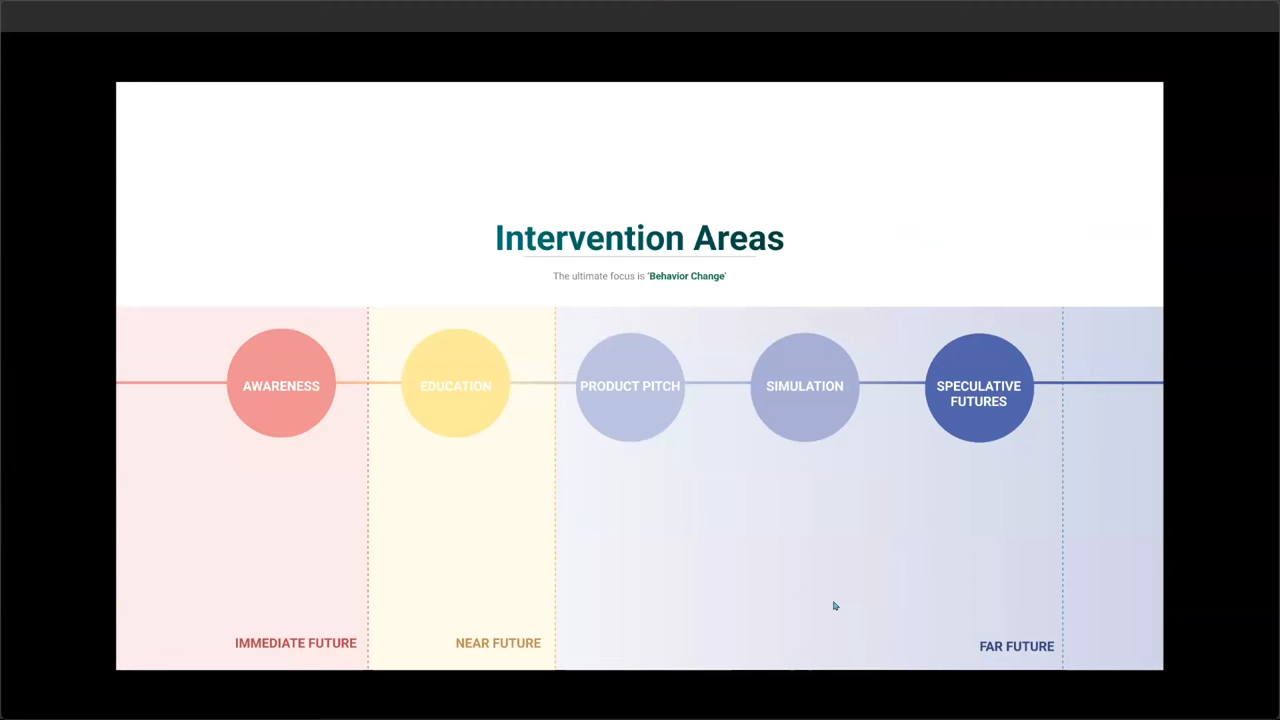 Intervention Areas
The ultimate focus is ‘Behavior Change’
AWARENESS
EDUCATION
PRODUCT PITCH
SIMULATION
SPECULATIVE
FUTURES
IMMEDIATE FUTURE
NEAR FUTURE
FAR FUTURE